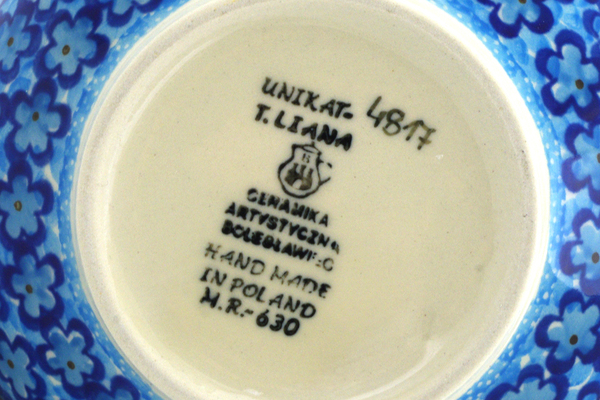 UNIKAT. 4817
T. LIANA
B
CERAMIKA
ARTYSTYCZNA
BOLESŁAWIEC
HAND MADE
IN POLAND
M.R.-630